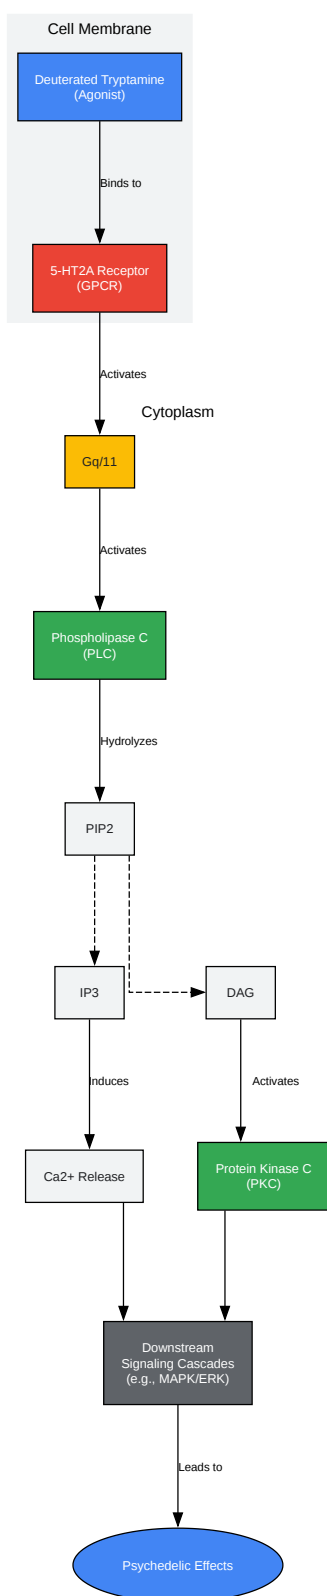 Cell Membrane
Deuterated Tryptamine
(Agonist)
Binds to
5-HT2A Receptor
(GPCR)
Activates
Cytoplasm
Gq/11
Activates
Phospholipase C
(PLC)
Hydrolyzes
PIP2
IP3
DAG
Induces
Activates
Ca2+ Release
Protein Kinase C
(PKC)
Downstream
Signaling Cascades
(e.g., MAPK/ERK)
Leads to
Psychedelic Effects